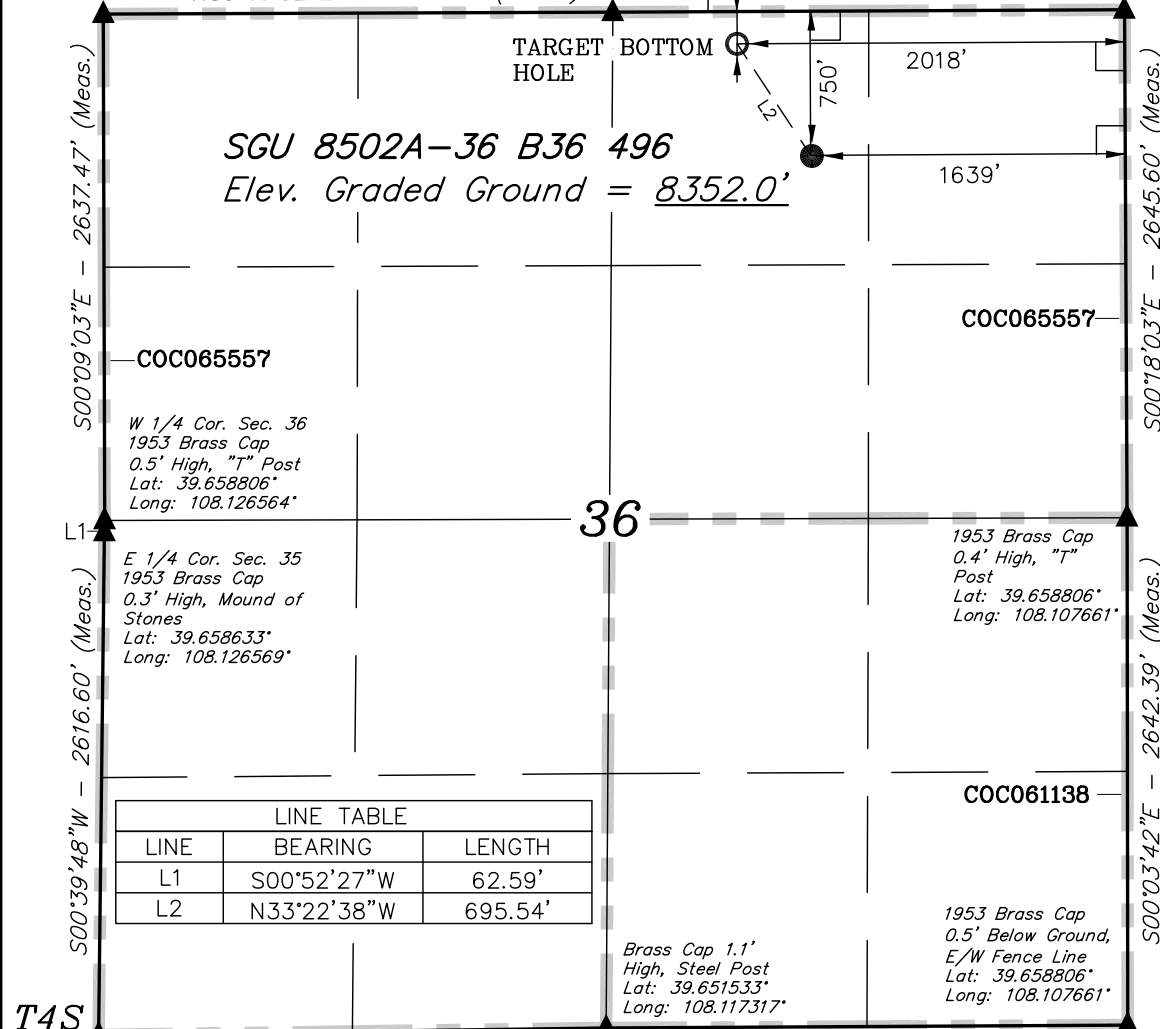 TARGET BOTTOM
HOLE
2018'
750'
L2
1639'
SGU 8502A-36 B36 496
Elev. Graded Ground = 8352.0'
S00°09'03"E - 2637.47' (Meas.)
S00°18'03"E - 2645.60' (Meas.)
COC065557
COC065557
W 1/4 Cor. Sec. 36
1953 Brass Cap
0.5' High, "T" Post
Lat: 39.658806°
Long: 108.126564°
36
L1
E 1/4 Cor. Sec. 35
1953 Brass Cap
0.3' High, Mound of
Stones
Lat: 39.658633°
Long: 108.126569°
1953 Brass Cap
0.4' High, "T"
Post
Lat: 39.658806°
Long: 108.107661°
S00°39'48"W - 2616.60' (Meas.)
S00°03'42"E - 2642.39' (Meas.)
COC061138
LINE TABLE
LINE BEARING LENGTH
L1 S00°52'27"W 62.59'
L2 N33°22'38"W 695.54'
Brass Cap 1.1'
High, Steel Post
Lat: 39.651533°
Long: 108.117317°
1953 Brass Cap
0.5' Below Ground,
E/W Fence Line
Lat: 39.658806°
Long: 108.107661°
T4S